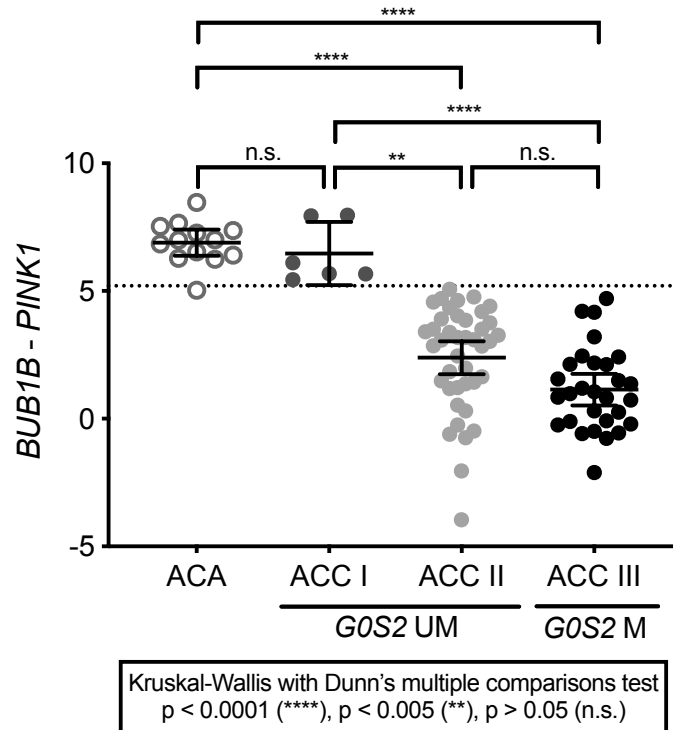 ****
****
****
n.s.
**
n.s.
10
5
0
-5
BUB1B - PINK1
ACA
ACC I
ACC II
ACC III
G0S2 UM
G0S2 M
Kruskal-Wallis with Dunn's multiple comparisons test
p < 0.0001 (****), p < 0.005 (**), p > 0.05 (n.s.)